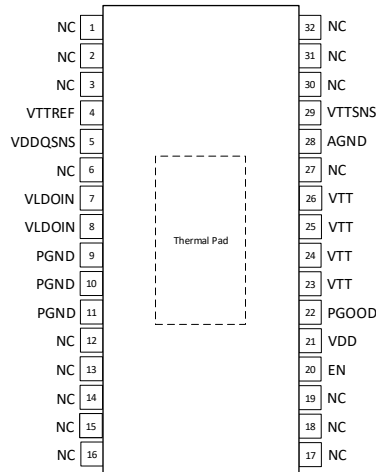 NC 1
NC 2
NC 3
VTTREF 4
VDDQSNS 5
NC 6
VLDOIN 7
VLDOIN 8
PGND 9
PGND 10
PGND 11
NC 12
NC 13
NC 14
NC 15
NC 16
Thermal Pad
32 NC
31 NC
30 NC
29 VTTSNS
28 AGND
27 NC
26 VTT
25 VTT
24 VTT
23 VTT
22 PGOOD
21 VDD
20 EN
19 NC
18 NC
17 NC